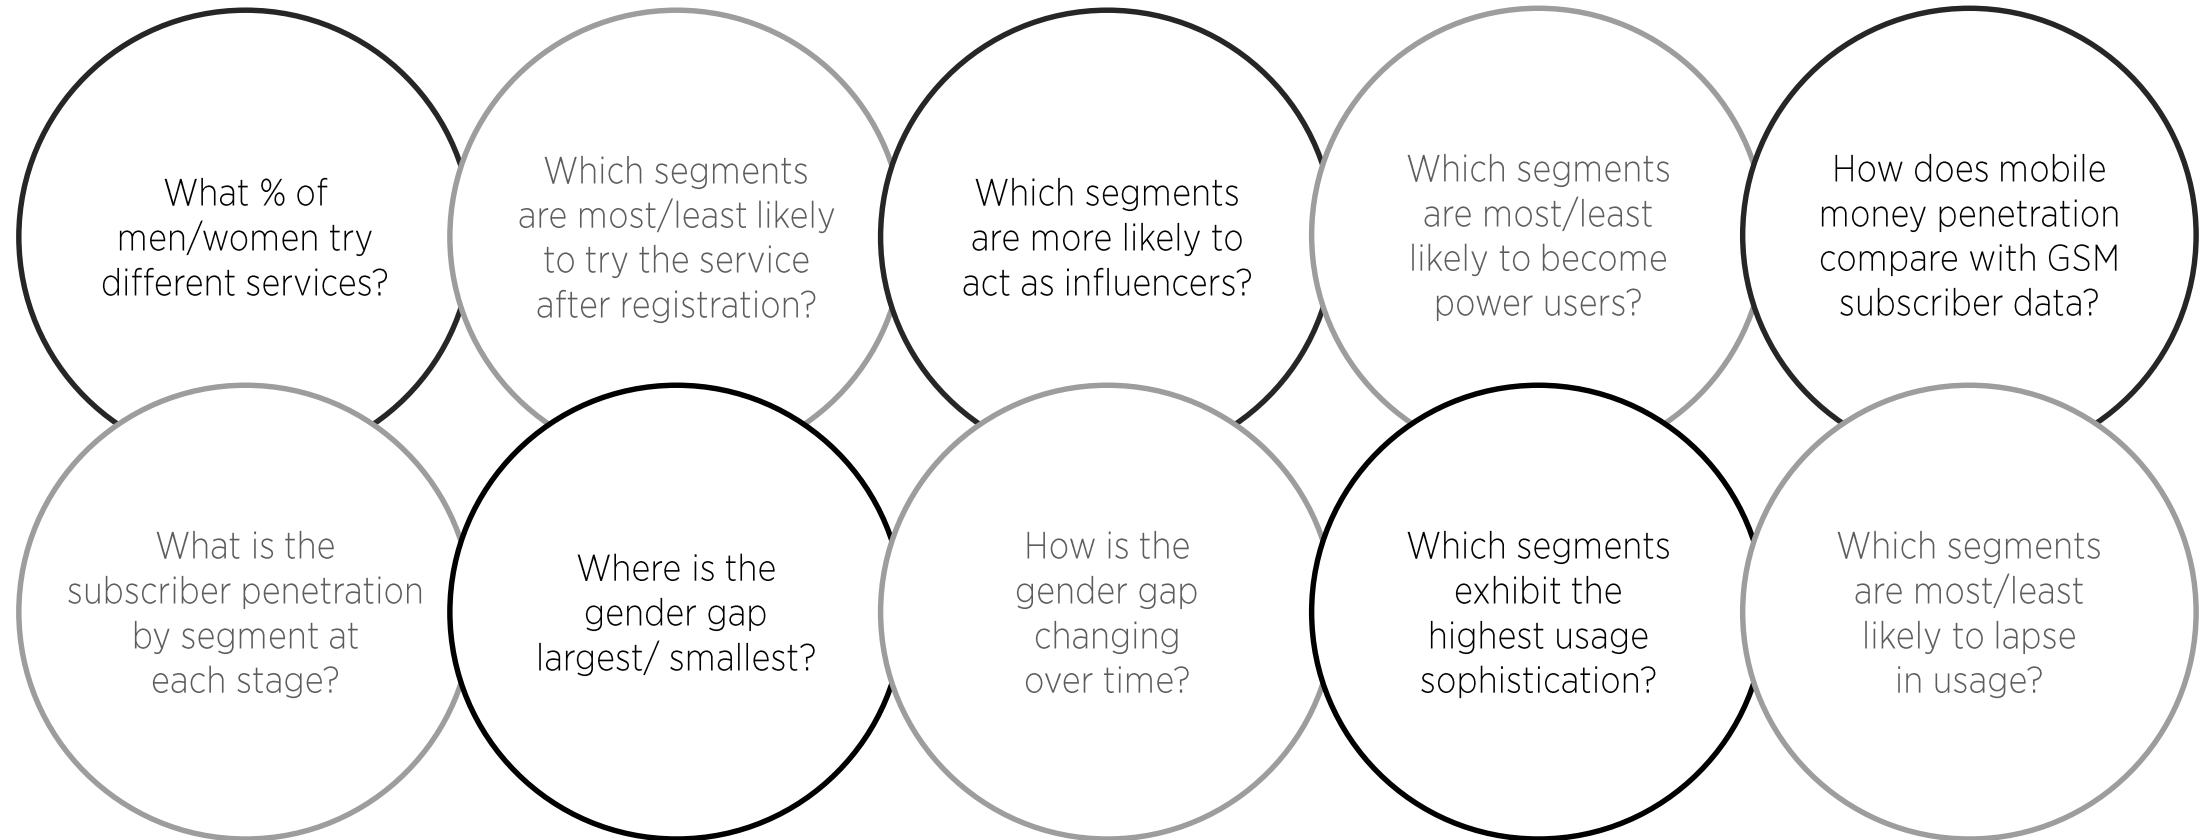 What % of
men/women try
different services?
Which segments
are most/least likely
to try the service
after registration?
Which segments
are more likely to
act as influencers?
Which segments
are most/least
likely to become
power users?
How does mobile
money penetration
compare with GSM
subscriber data?
What is the
subscriber penetration
by segment at
each stage?
Where is the
gender gap
largest/ smallest?
How is the
gender gap
changing
over time?
Which segments
exhibit the
highest usage
sophistication?
Which segments
are most/least
likely to lapse
in usage?